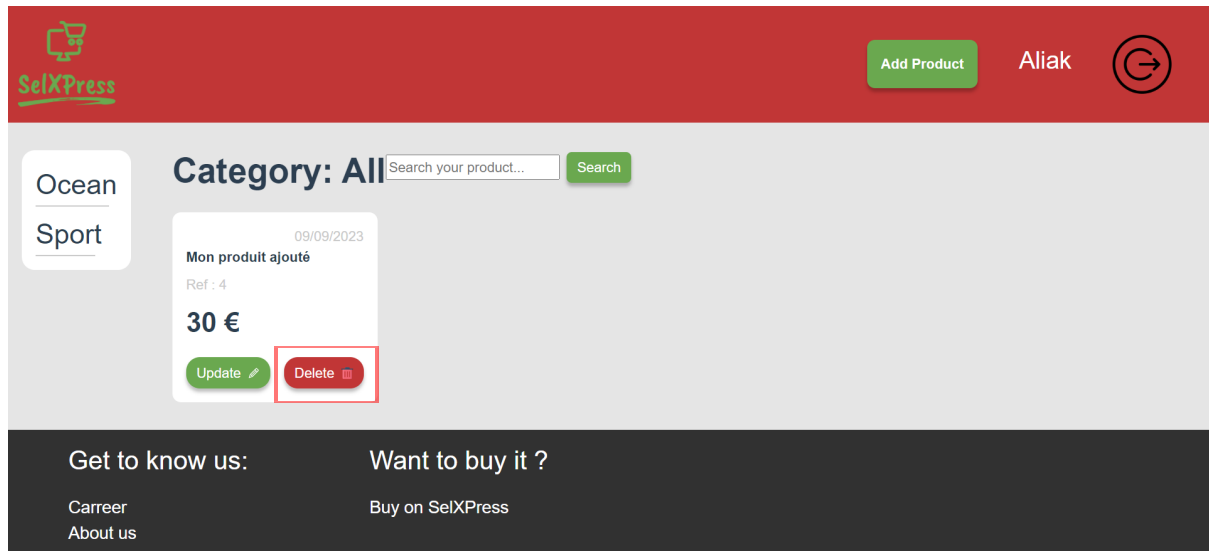 SelXPress
Add Product
Aliak
Ocean
Sport
Category: All
Search your product...
Search
09/09/2023
Mon produit ajouté
Ref : 4
30 €
Update
Delete
Get to know us:
Want to buy it ?
Carreer
Buy on SelXPress
About us